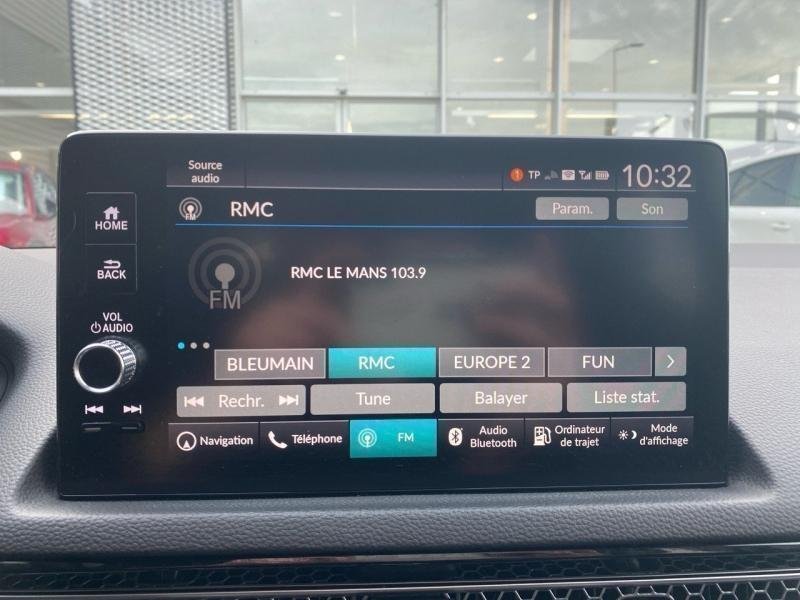 Source
audio
1 TP 10:32
HOME
FM RMC Param. Son
BACK
FM RMC LE MANS 103.9
VOL
AUDIO
BLEUMAIN RMC EUROPE 2 FUN
Rechr. Tune Balayer Liste stat.
Navigation Téléphone FM Audio
Bluetooth Ordinateur
de trajet Mode
d'affichage